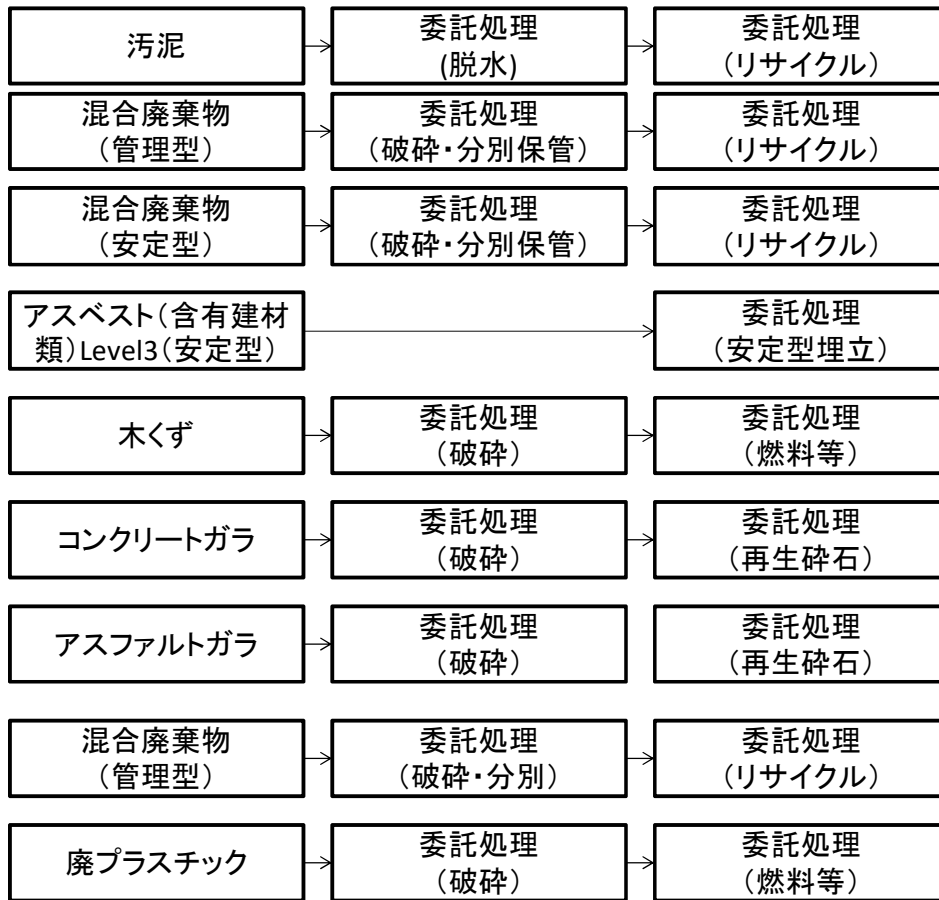 汚泥
委託処理
(脱水)
委託処理
（リサイクル）
混合廃棄物
（管理型）
委託処理
（破砕・分別保管）
委託処理
（リサイクル）
混合廃棄物
（安定型）
委託処理
（破砕・分別保管）
委託処理
（リサイクル）
アスベスト（含有建材
類）Level3（安定型）
委託処理
（安定型埋立）
木くず
委託処理
（破砕）
委託処理
（燃料等）
コンクリートガラ
委託処理
（破砕）
委託処理
（再生砕石）
アスファルトガラ
委託処理
（破砕）
委託処理
（再生砕石）
混合廃棄物
（管理型）
委託処理
（破砕・分別）
委託処理
（リサイクル）
廃プラスチック
委託処理
（破砕）
委託処理
（燃料等）